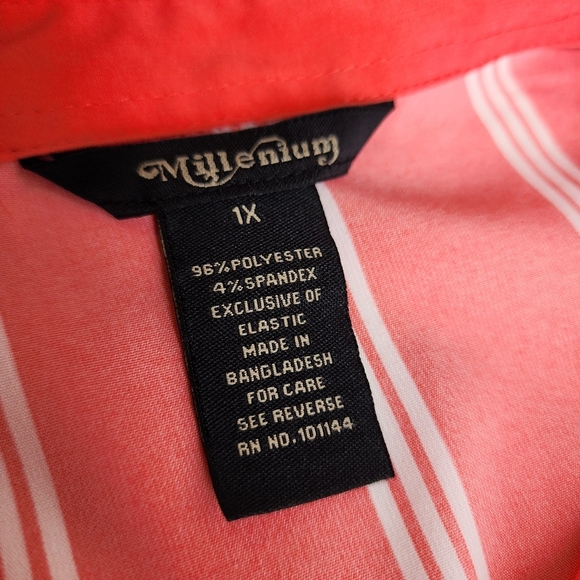 Millenium
1X
96%POLYESTER
4%SPANDEX
EXCLUSIVE OF
ELASTIC
MADE IN
BANGLADESH
FOR CARE
SEE REVERSE
RN NO.101144